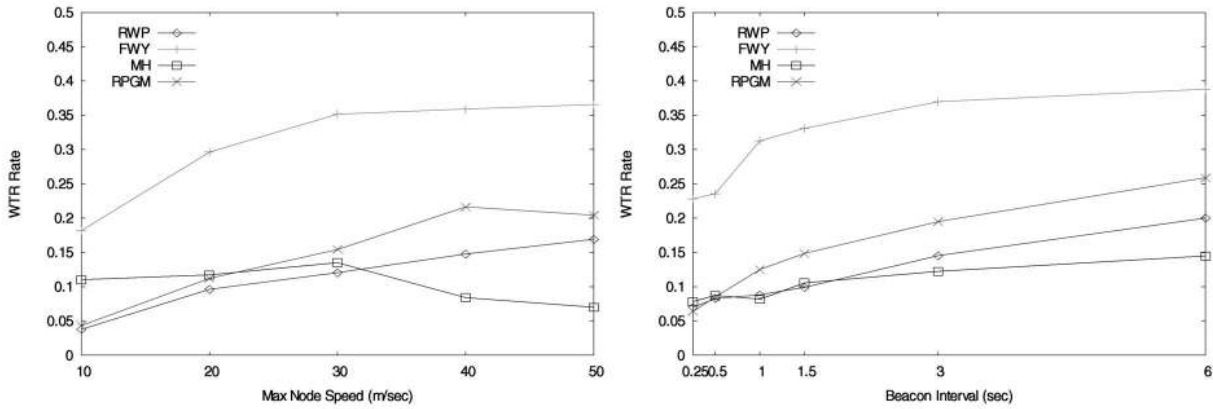 0.5
0.45
0.4
0.35
0.3
0.25
0.2
0.15
0.1
0.05
0
WTR Rate
RWP
FWY
MH
RPGM
10 20 30 40 50
Max Node Speed (m/sec)
0.5
0.45
0.4
0.35
0.3
0.25
0.2
0.15
0.1
0.05
0
WTR Rate
RWP
FWY
MH
RPGM
0.25 0.5 1 1.5 3 6
Beacon Interval (sec)